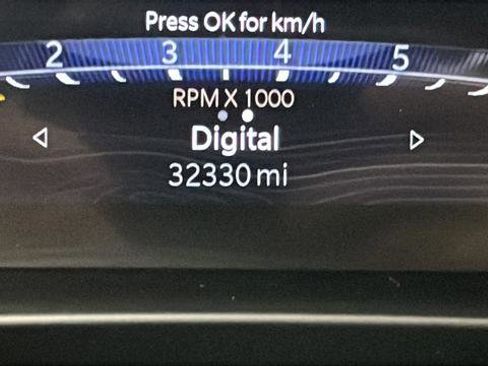 Press OK for km/h
2 3 4 5
RPM X 1000
Digital
32330 mi